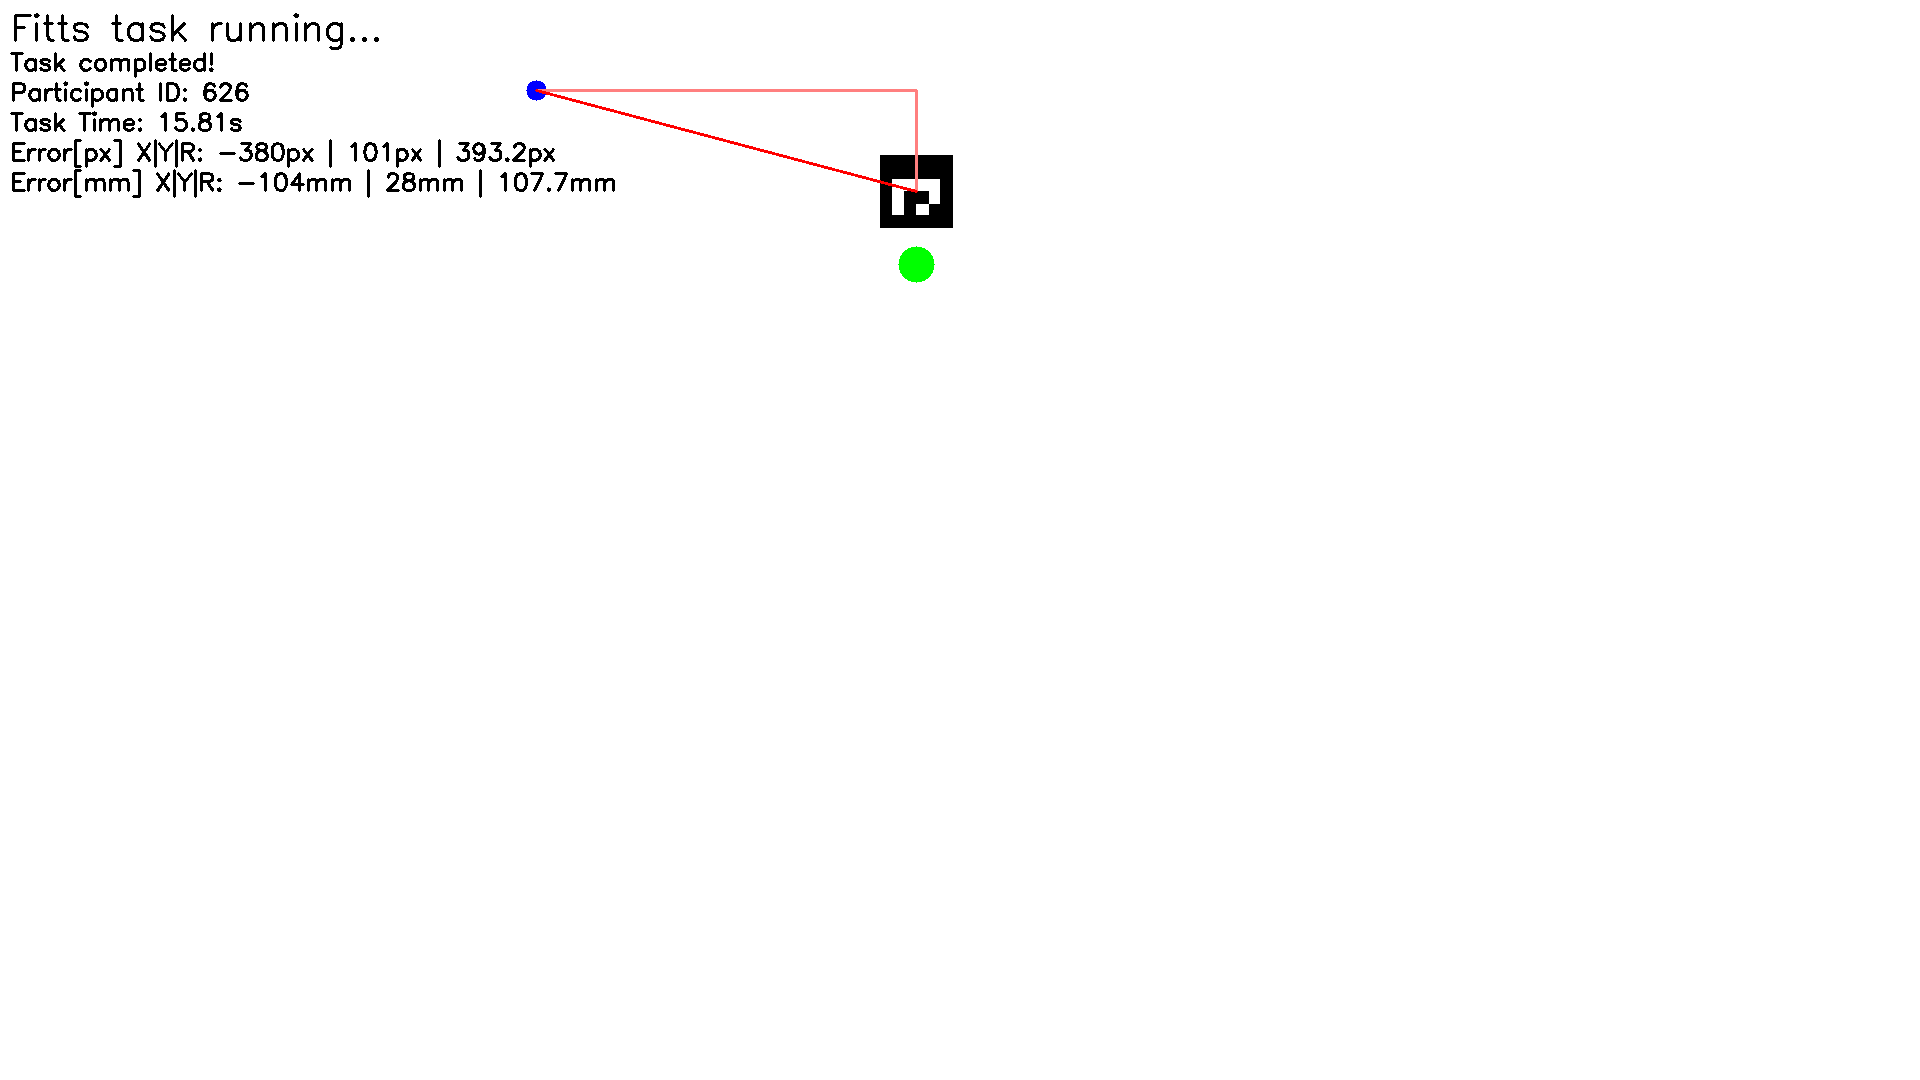 Fitts task running...
Task completed!
Participant ID: 626
Task Time: 15.81s
Error[px] X|Y|R: -380px | 101px | 393.2px
Error[mm] X|Y|R: -104mm | 28mm | 107.7mm